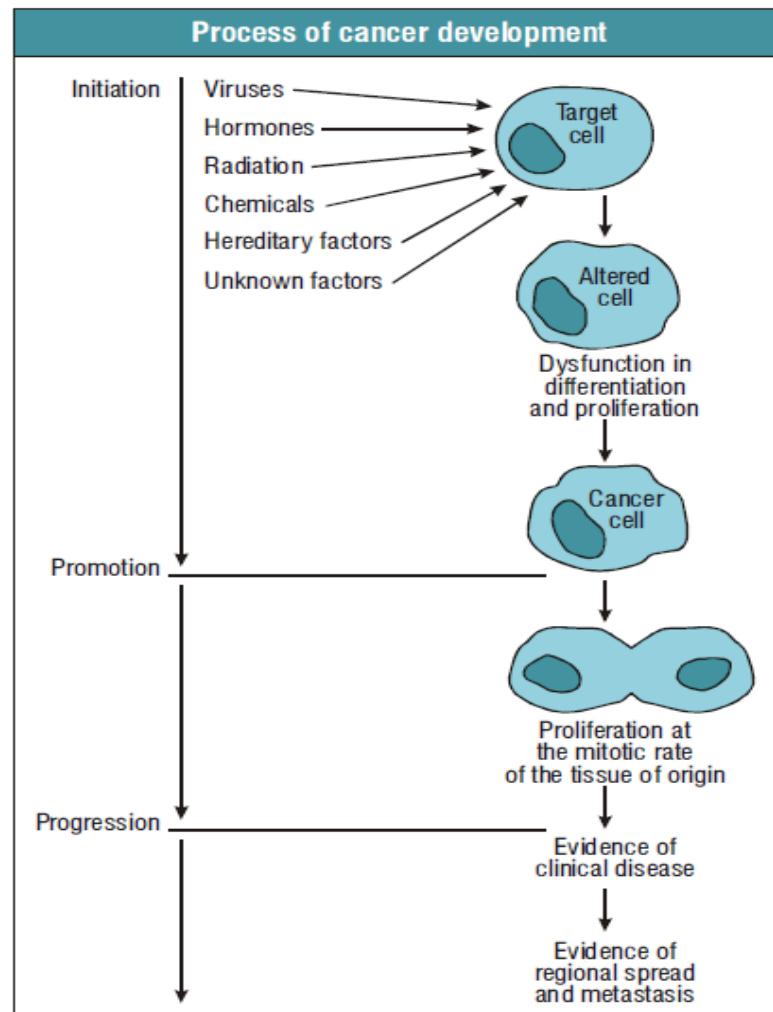 Process of cancer development
Initiation
Viruses
Hormones
Radiation
Chemicals
Hereditary factors
Unknown factors
Target
cell
Altered
cell
Dysfunction in
differentiation
and proliferation
Cancer
cell
Promotion
Proliferation at
the mitotic rate
of the tissue of origin
Progression
Evidence of
clinical disease
Evidence of
regional spread
and metastasis